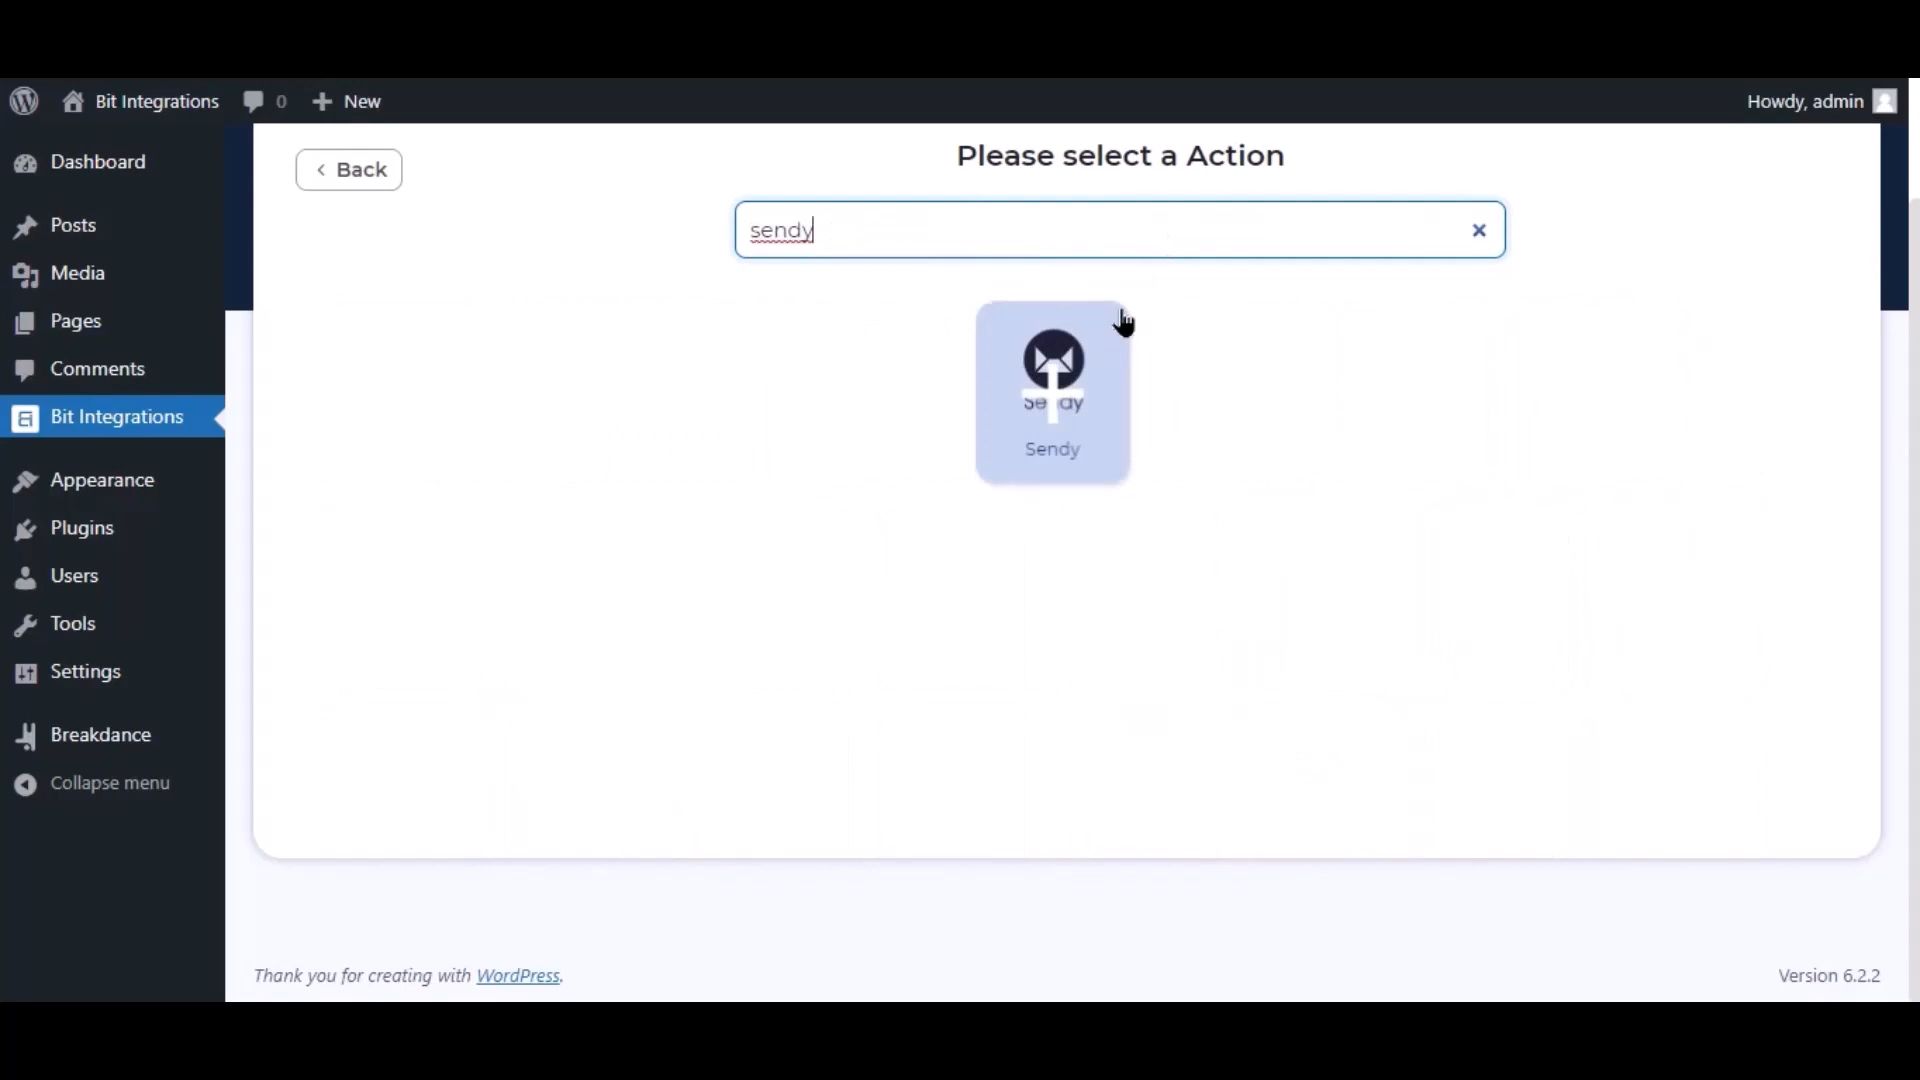 Bit Integrations 0 New Howdy, admin
Dashboard
Posts
Media
Pages
Comments
Bit Integrations
Appearance
Plugins
Users
Tools
Settings
Breakdance
Collapse menu
Back
Please select a Action
sendy
Sendy
Thank you for creating with WordPress.
Version 6.2.2